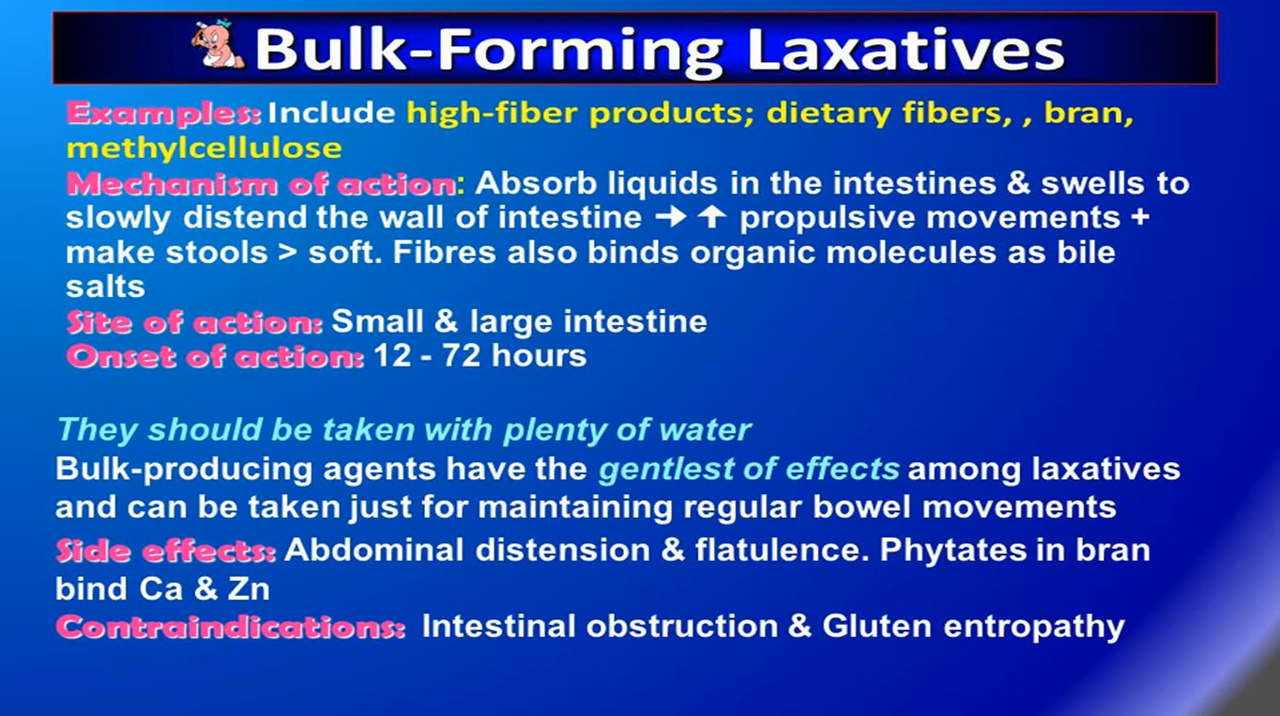 Bulk-Forming Laxatives
Examples: Include high-fiber products; dietary fibers, , bran,
methylcellulose
Mechanism of action: Absorb liquids in the intestines & swells to
slowly distend the wall of intestine → ↑ propulsive movements +
make stools > soft. Fibres also binds organic molecules as bile
salts
Site of action: Small & large intestine
Onset of action: 12 - 72 hours
They should be taken with plenty of water
Bulk-producing agents have the gentlest of effects among laxatives
and can be taken just for maintaining regular bowel movements
Side effects: Abdominal distension & flatulence. Phytates in bran
bind Ca & Zn
Contraindications: Intestinal obstruction & Gluten entropathy